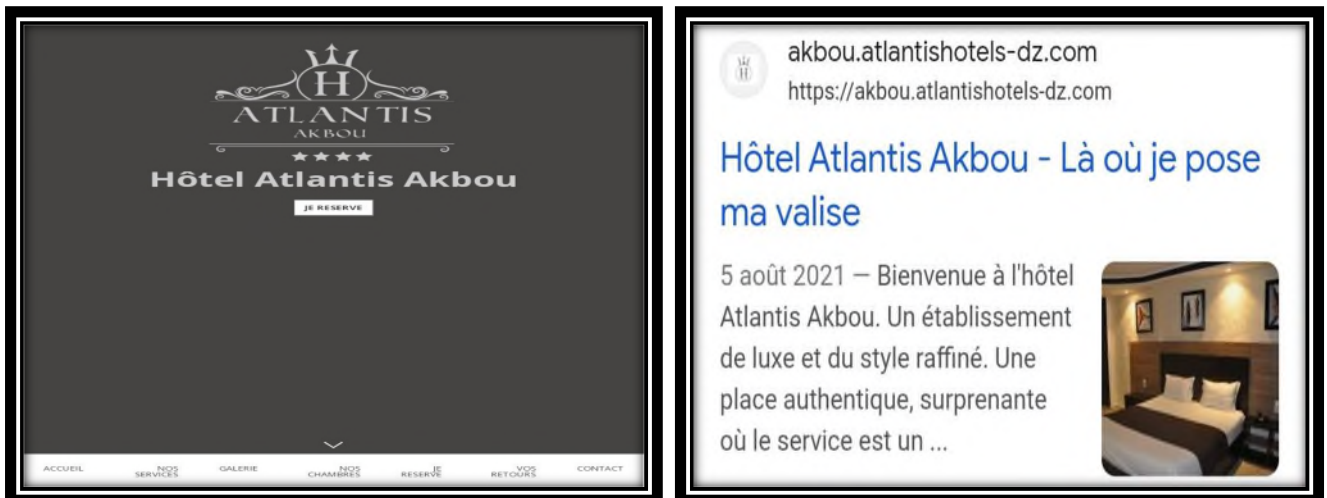 H
ATLANTIS
AKBOU
Hôtel Atlantis Akbou
JE RESERVE
ACCUEIL
NOS
SERVICES
GALERIE
NOS
CHAMBRES
JE
RESERVE
VOS
RETOURS
CONTACT
akbou.atlantishotels-dz.com
https://akbou.atlantishotels-dz.com
Hôtel Atlantis Akbou - Là où je pose
ma valise
5 août 2021 — Bienvenue à l'hôtel
Atlantis Akbou. Un établissement
de luxe et du style raffiné. Une
place authentique, surprenante
où le service est un ...